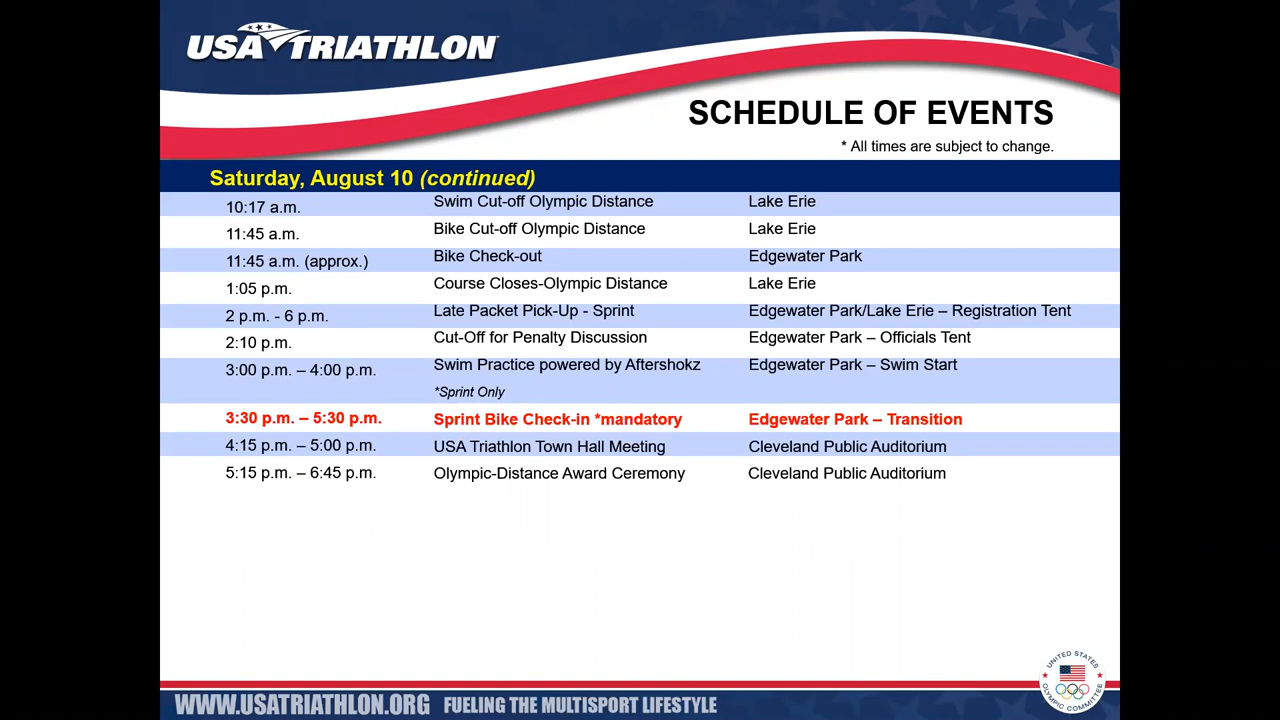 USA TRIATHLON
SCHEDULE OF EVENTS
* All times are subject to change.
Saturday, August 10 (continued)
10:17 a.m. Swim Cut-off Olympic Distance Lake Erie
11:45 a.m. Bike Cut-off Olympic Distance Lake Erie
11:45 a.m. (approx.) Bike Check-out Edgewater Park
1:05 p.m. Course Closes-Olympic Distance Lake Erie
2 p.m. - 6 p.m. Late Packet Pick-Up - Sprint Edgewater Park/Lake Erie – Registration Tent
2:10 p.m. Cut-Off for Penalty Discussion Edgewater Park – Officials Tent
3:00 p.m. – 4:00 p.m. Swim Practice powered by Aftershokz Edgewater Park – Swim Start
*Sprint Only
3:30 p.m. – 5:30 p.m. Sprint Bike Check-in *mandatory Edgewater Park – Transition
4:15 p.m. – 5:00 p.m. USA Triathlon Town Hall Meeting Cleveland Public Auditorium
5:15 p.m. – 6:45 p.m. Olympic-Distance Award Ceremony Cleveland Public Auditorium
UNITED STATES
OLYMPIC COMMITTEE
WWW.USATRIATHLON.ORG FUELING THE MULTISPORT LIFESTYLE